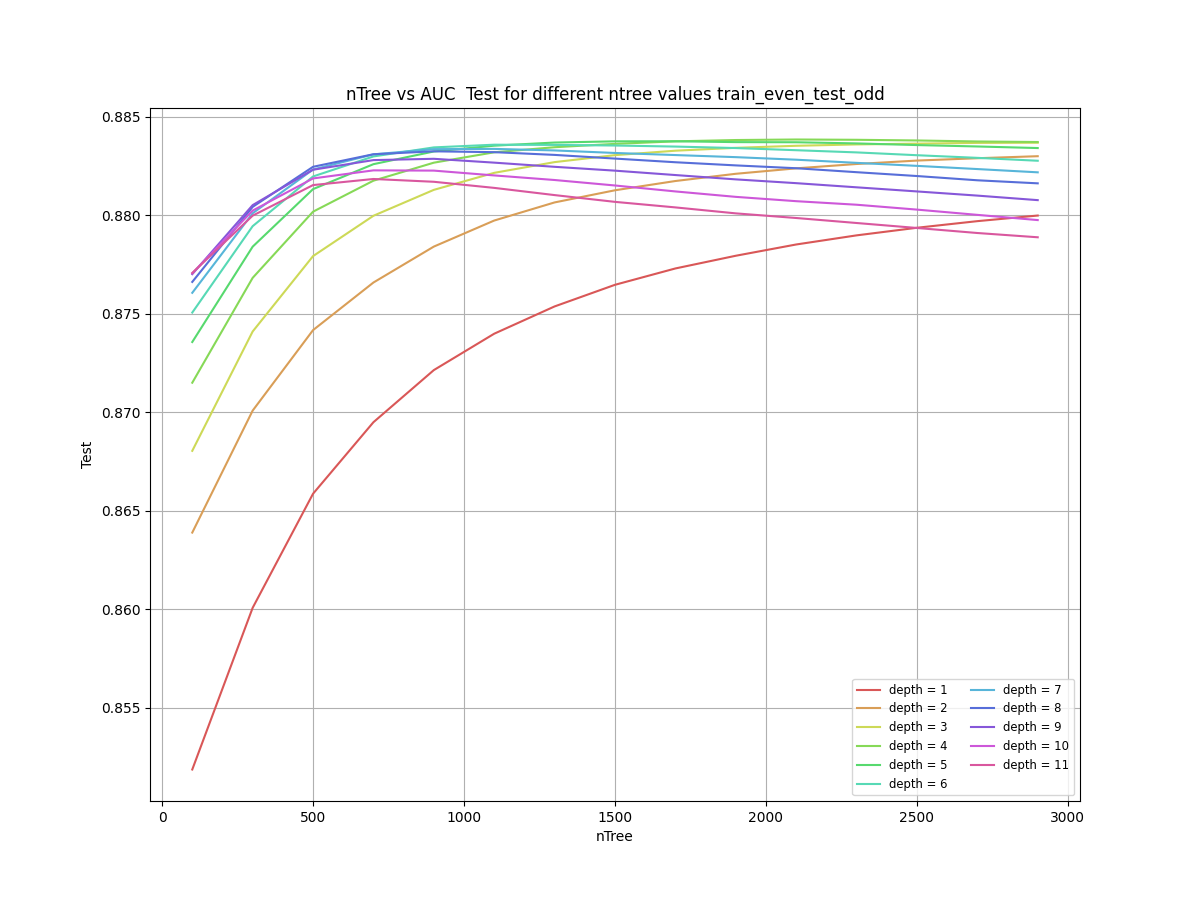 nTree vs AUC  Test for different ntree values train_even_test_odd
0.885
0.880
0.875
0.870
0.865
0.860
0.855
Test
0 500 1000 1500 2000 2500 3000
nTree
depth = 1 depth = 7
depth = 2 depth = 8
depth = 3 depth = 9
depth = 4 depth = 10
depth = 5 depth = 11
depth = 6